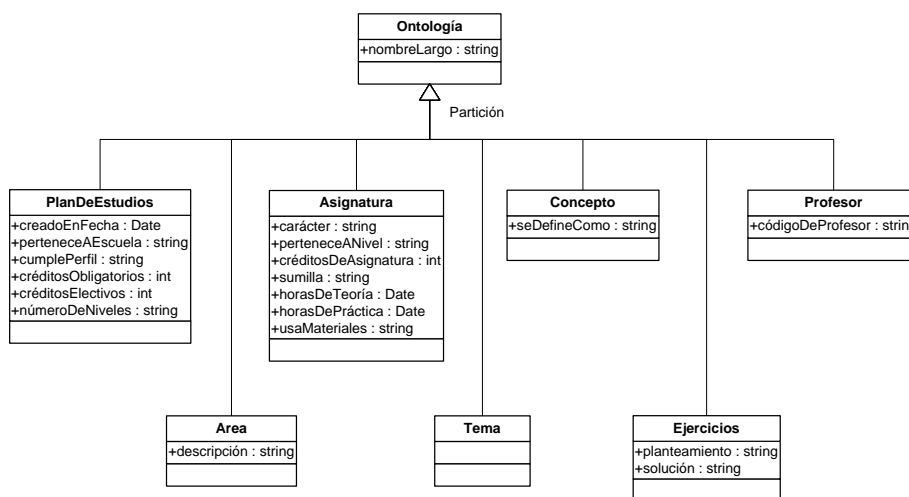 Ontología
+nombreLargo : string
Partición
PlanDeEstudios
+creadoEnFecha : Date
+perteneceAEscuela : string
+cumplePerfil : string
+créditosObligatorios : int
+créditosElectivos : int
+númeroDeNiveles : string
Asignatura
+carácter : string
+perteneceANivel : string
+créditosDeAsignatura : int
+sumilla : string
+horasDeTeoría : Date
+horasDePráctica : Date
+usaMateriales : string
Concepto
+seDefineComo : string
Profesor
+códigoDeProfesor : string
Area
+descripción : string
Tema
Ejercicios
+planteamiento : string
+solución : string